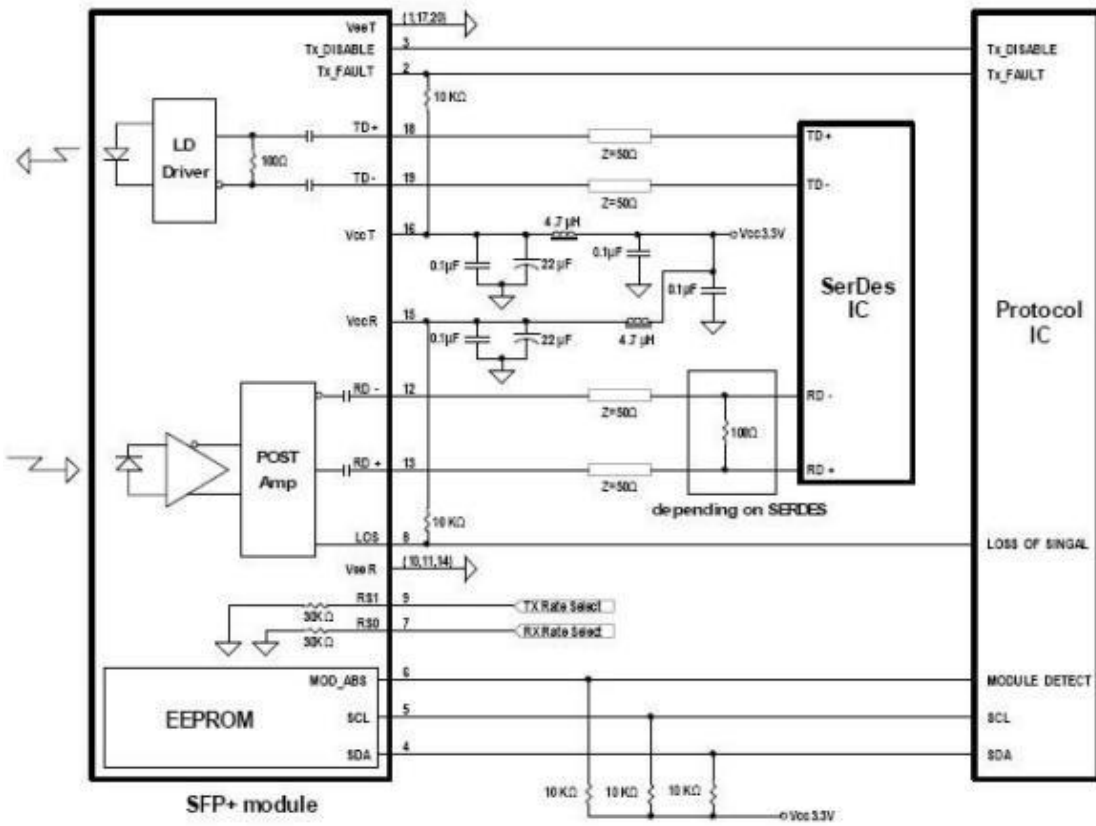 VeeT (1,17,20)
Tx_DISABLE 3 Tx_DISABLE
Tx_FAULT 2 Tx_FAULT
10 KΩ
LD Driver
100Ω
TD+ 18 Z=50Ω TD+
TD- 19 Z=50Ω TD-
VccT 16 4.7 µH Vcc3.3V
0.1µF 22 µF 0.1µF 0.1µF
SerDes IC
Protocol IC
VccR 15 4.7 µH
0.1µF 22 µF
RD - 12 Z=50Ω RD -
100Ω
POST Amp
RD + 13 Z=50Ω RD +
depending on SERDES
10 KΩ
LOS 8 LOSS OF SINGAL
VeeR (10,11,14)
RS1 9 TX Rate Select
30KΩ
RS0 7 RX Rate Select
30KΩ
EEPROM
MOD_ABS 6 MODULE DETECT
SCL 5 SCL
SDA 4 SDA
10 KΩ 10 KΩ 10 KΩ
Vcc3.3V
SFP+ module